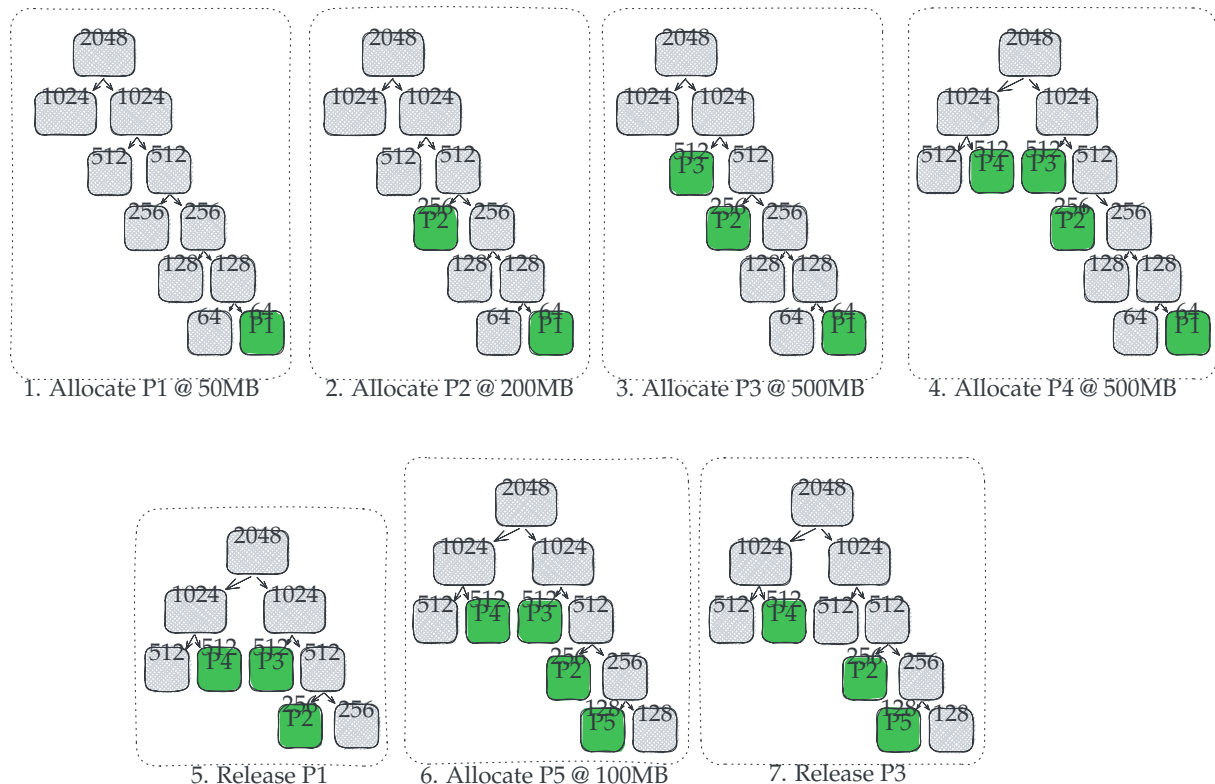 2048
1024 1024
512 512
256 256
128 128
64 64
P1
1. Allocate P1 @ 50MB
2048
1024 1024
512 512
256 256
P2
128 128
64 64
P1
2. Allocate P2 @ 200MB
2048
1024 1024
512 512
P3
256 256
P2
128 128
64 64
P1
3. Allocate P3 @ 500MB
2048
1024 1024
512 512 512 512
P4 P3
256 256
P2
128 128
64 64
P1
4. Allocate P4 @ 500MB
2048
1024 1024
512 512 512 512
P4 P3
256 256
P2
5. Release P1
2048
1024 1024
512 512 512 512
P4 P3
256 256
P2
128 128
P5
6. Allocate P5 @ 100MB
2048
1024 1024
512 512 512 512
P4
256 256
P2
128 128
P5
7. Release P3